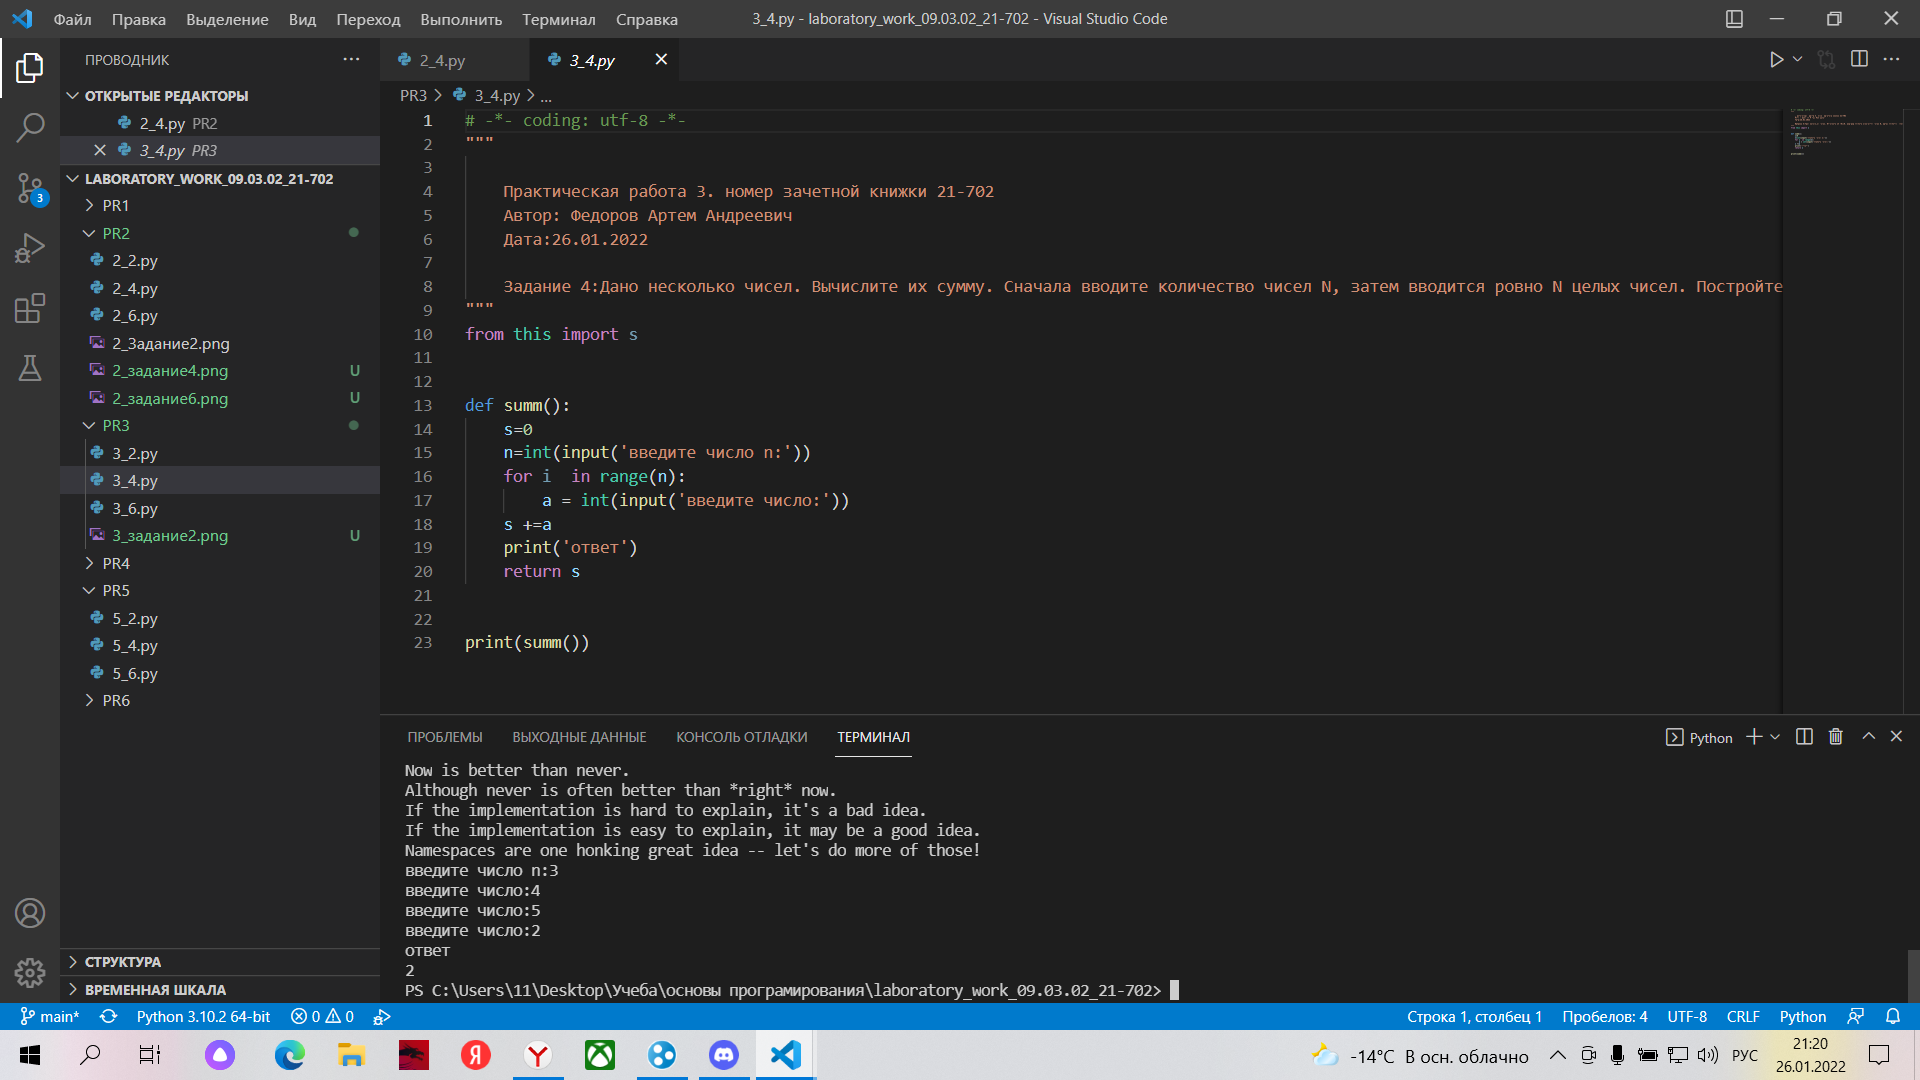 Файл Правка Выделение Вид Переход Выполнить Терминал Справка
3_4.py - laboratory_work_09.03.02_21-702 - Visual Studio Code
ПРОВОДНИК
ОТКРЫТЫЕ РЕДАКТОРЫ
2_4.py PR2
3_4.py PR3
LABORATORY_WORK_09.03.02_21-702
PR1
PR2
2_2.py
2_4.py
2_6.py
2_Задание2.png
2_задание4.png U
2_задание6.png U
PR3
3_2.py
3_4.py
3_6.py
3_задание2.png U
PR4
PR5
5_2.py
5_4.py
5_6.py
PR6
СТРУКТУРА
ВРЕМЕННАЯ ШКАЛА
3
2_4.py
3_4.py
PR3 > 3_4.py > ...
1 # -*- coding: utf-8 -*-
2 """
3
4 Практическая работа 3. номер зачетной книжки 21-702
5 Автор: Федоров Артем Андреевич
6 Дата:26.01.2022
7
8 Задание 4:Дано несколько чисел. Вычислите их сумму. Сначала вводите количество чисел N, затем вводится ровно N целых чисел. Постройте
9 """
10 from this import s
11
12
13 def summ():
14 s=0
15 n=int(input('введите число n:'))
16 for i  in range(n):
17 a = int(input('введите число:'))
18 s +=a
19 print('ответ')
20 return s
21
22
23 print(summ())
ПРОБЛЕМЫ ВЫХОДНЫЕ ДАННЫЕ КОНСОЛЬ ОТЛАДКИ ТЕРМИНАЛ
Python
Now is better than never.
Although never is often better than *right* now.
If the implementation is hard to explain, it's a bad idea.
If the implementation is easy to explain, it may be a good idea.
Namespaces are one honking great idea -- let's do more of those!
введите число n:3
введите число:4
введите число:5
введите число:2
ответ
2
PS C:\Users\11\Desktop\Учеба\основы програмирования\laboratory_work_09.03.02_21-702>
main* Python 3.10.2 64-bit 0 0
Строка 1, столбец 1 Пробелов: 4 UTF-8 CRLF Python
-14°C В осн. облачно
РУС
21:20
26.01.2022